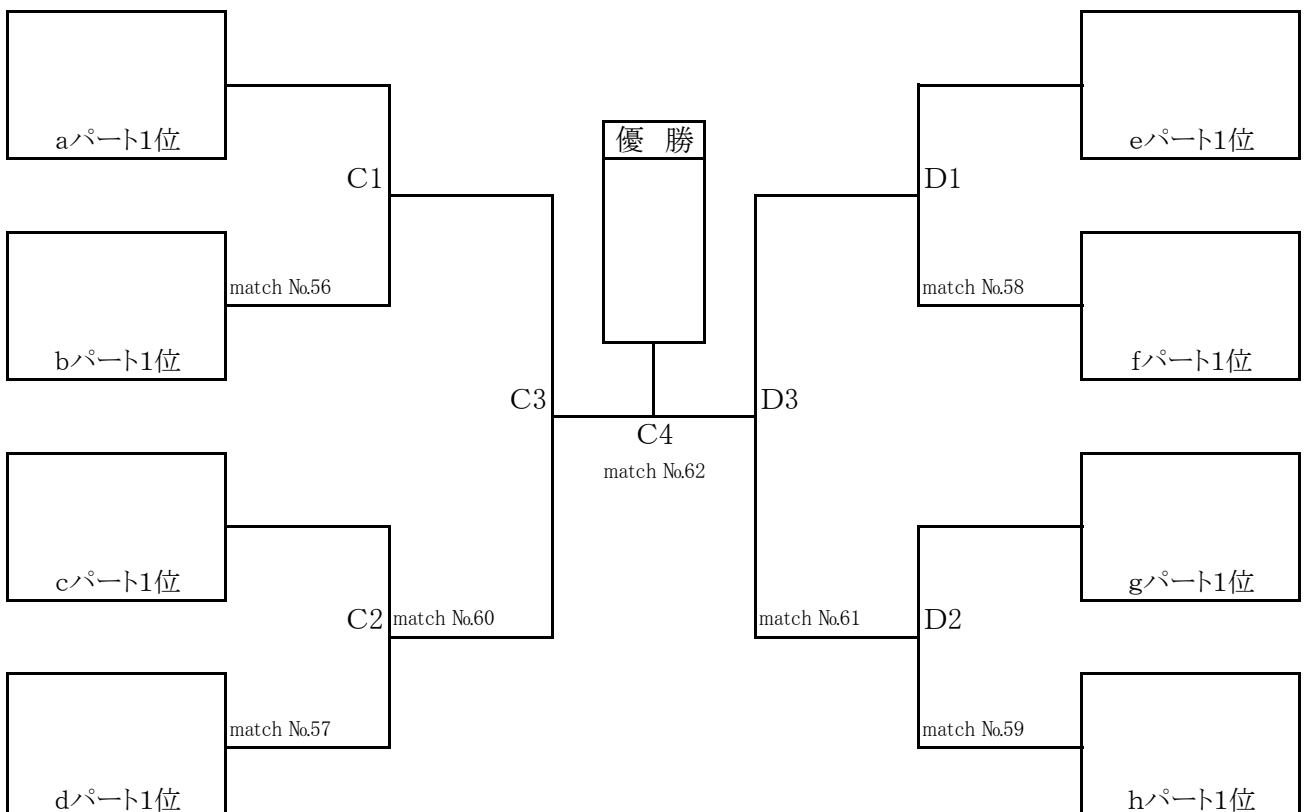 aパート1位
eパート1位
優 勝
C1
D1
match №56
match №58
bパート1位
fパート1位
C3
D3
C4
match №62
cパート1位
gパート1位
C2
match №60
match №61
D2
match №57
match №59
dパート1位
hパート1位